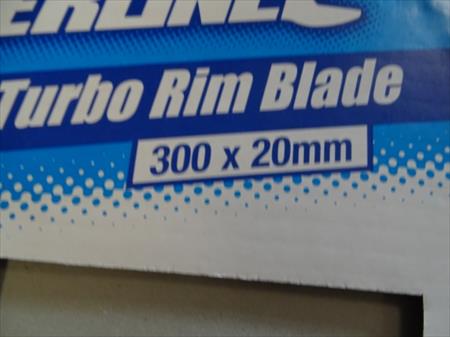 Turbo Rim Blade
300 x 20mm